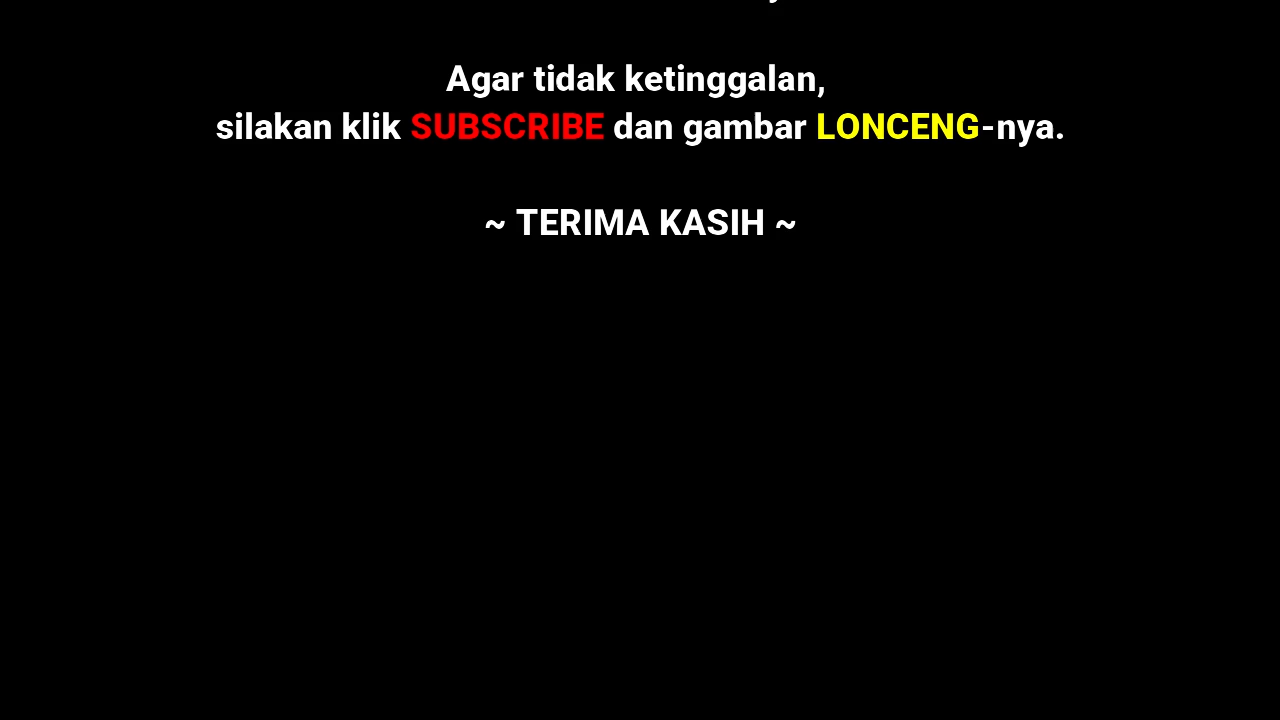 Agar tidak ketinggalan,
silakan klik SUBSCRIBE dan gambar LONCENG-nya.
~ TERIMA KASIH ~